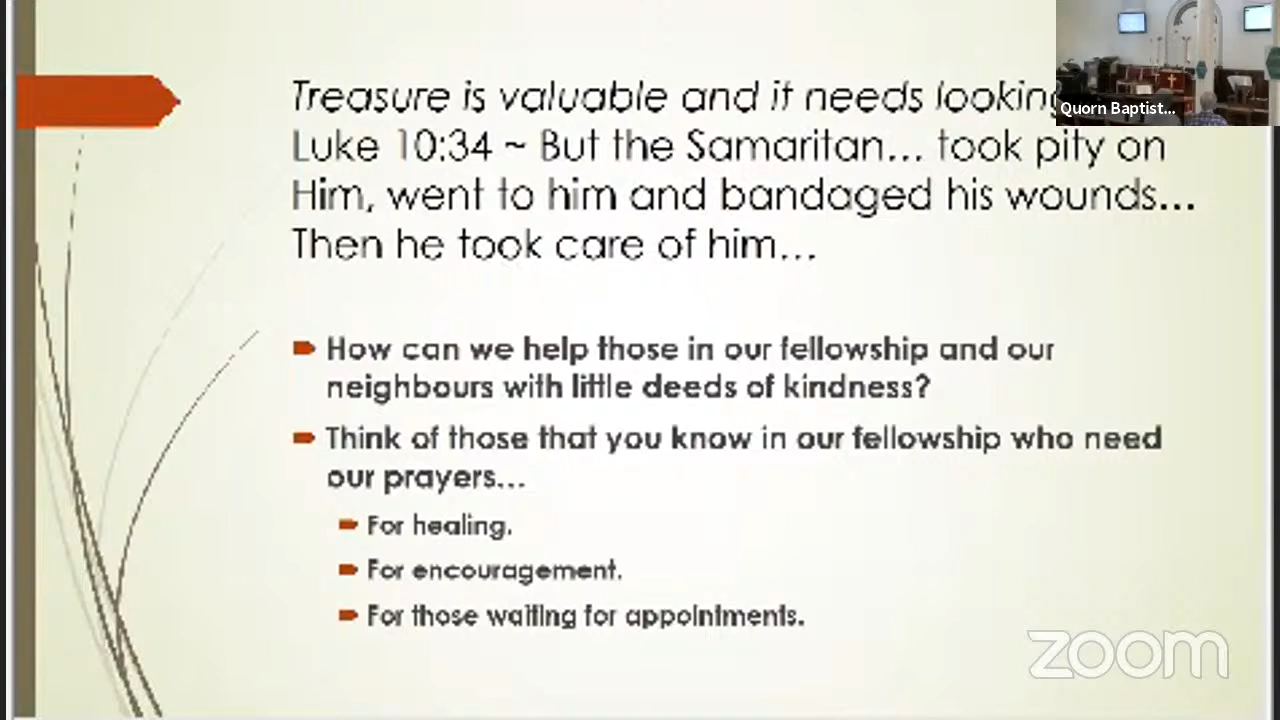 Treasure is valuable and it needs looking
Luke 10:34 ~ But the Samaritan... took pity on
Him, went to him and bandaged his wounds...
Then he took care of him...
How can we help those in our fellowship and our
neighbours with little deeds of kindness?
Think of those that you know in our fellowship who need
our prayers...
For healing.
For encouragement.
For those waiting for appointments.
Quorn Baptist...
zoom